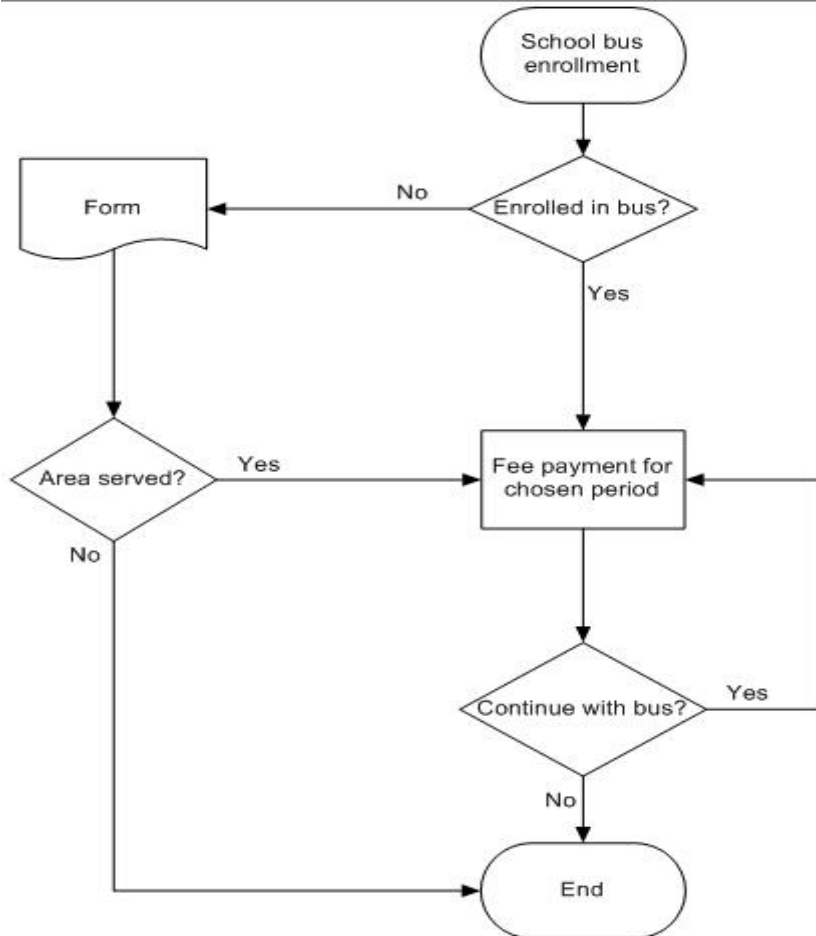 School bus
enrollment
No
Form
Enrolled in bus?
Yes
Area served?
Yes
Fee payment for
chosen period
No
Continue with bus?
Yes
No
End